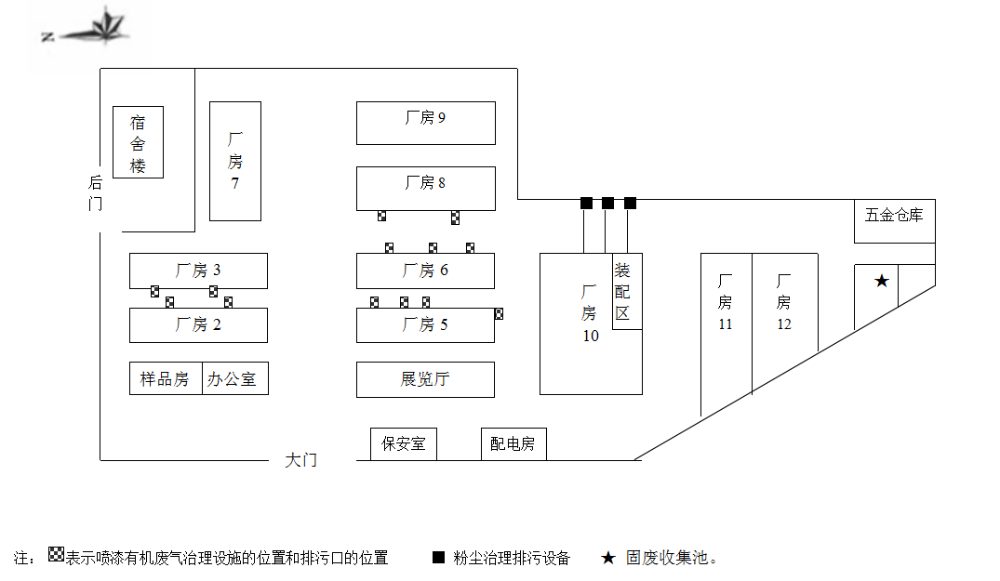 N
厂房9
宿舍楼
厂房7
厂房8
后门
五金仓库
厂房3
厂房6
装配区
厂房10
厂房11
厂房12
★
厂房2
厂房5
样品房
办公室
展览厅
保安室
配电房
大门
注：表示喷漆有机废气治理设施的位置和排污口的位置 ■ 粉尘治理排污设备 ★ 固废收集池。